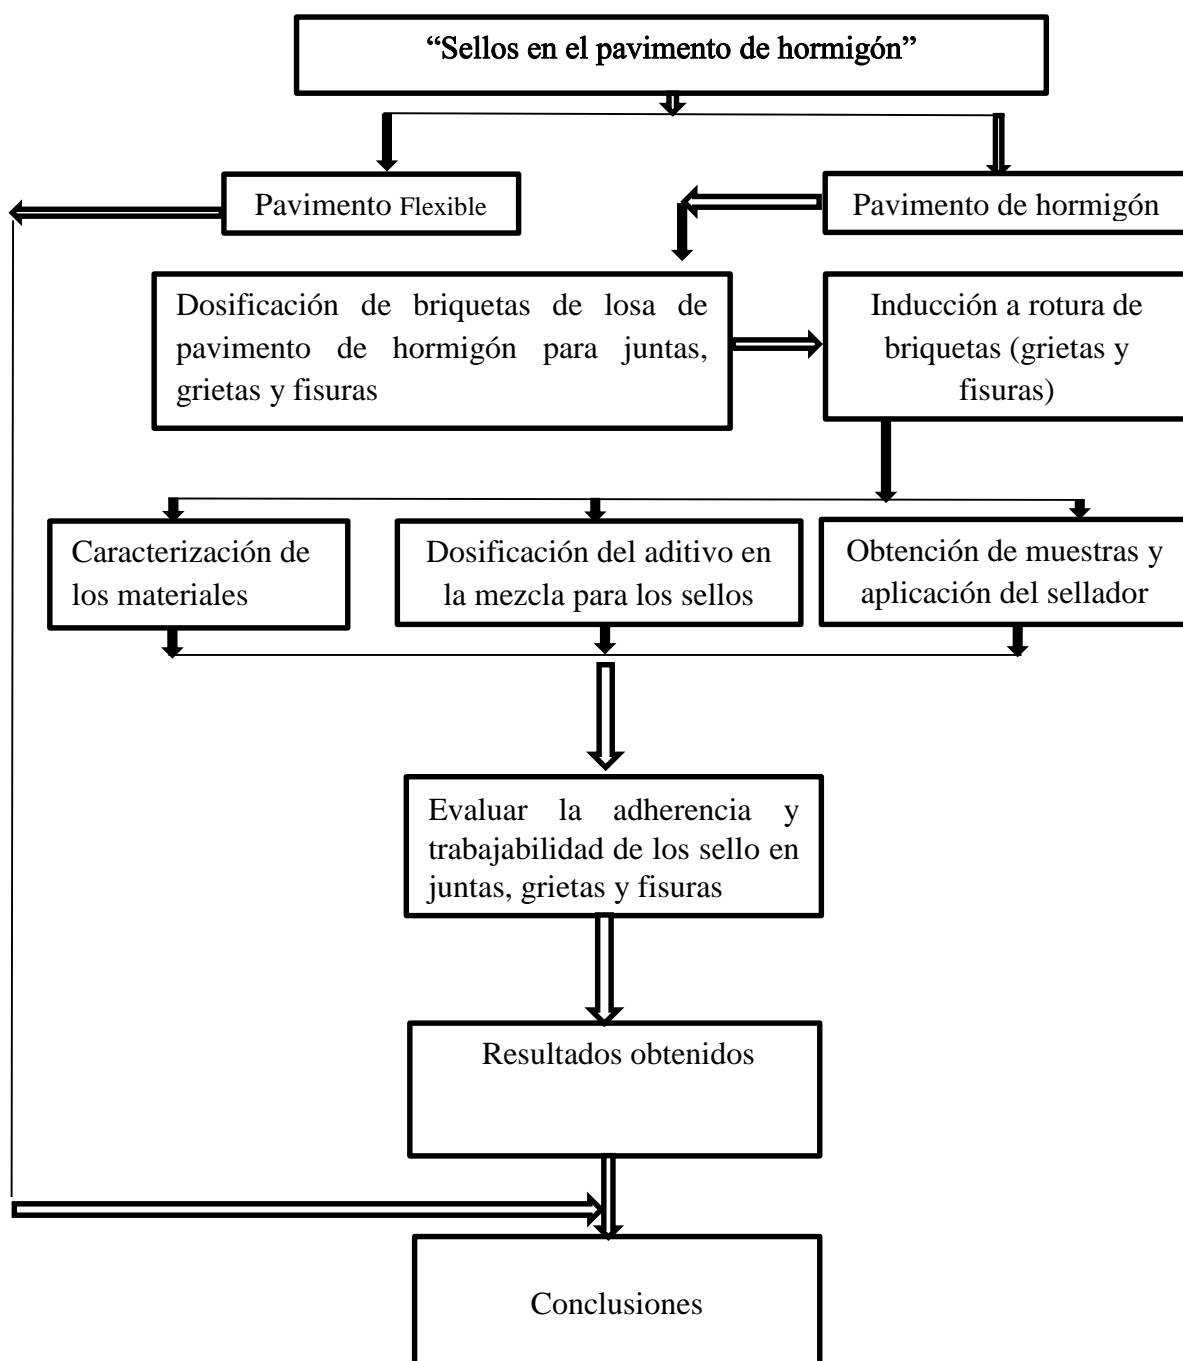 “Sellos en el pavimento de hormigón”
Pavimento Flexible
Pavimento de hormigón
Dosificación de briquetas de losa de
pavimento de hormigón para juntas,
grietas y fisuras
Inducción a rotura de
briquetas (grietas y
fisuras)
Caracterización de
los materiales
Dosificación del aditivo en
la mezcla para los sellos
Obtención de muestras y
aplicación del sellador
Evaluar la adherencia y
trabajabilidad de los sello en
juntas, grietas y fisuras
Resultados obtenidos
Conclusiones